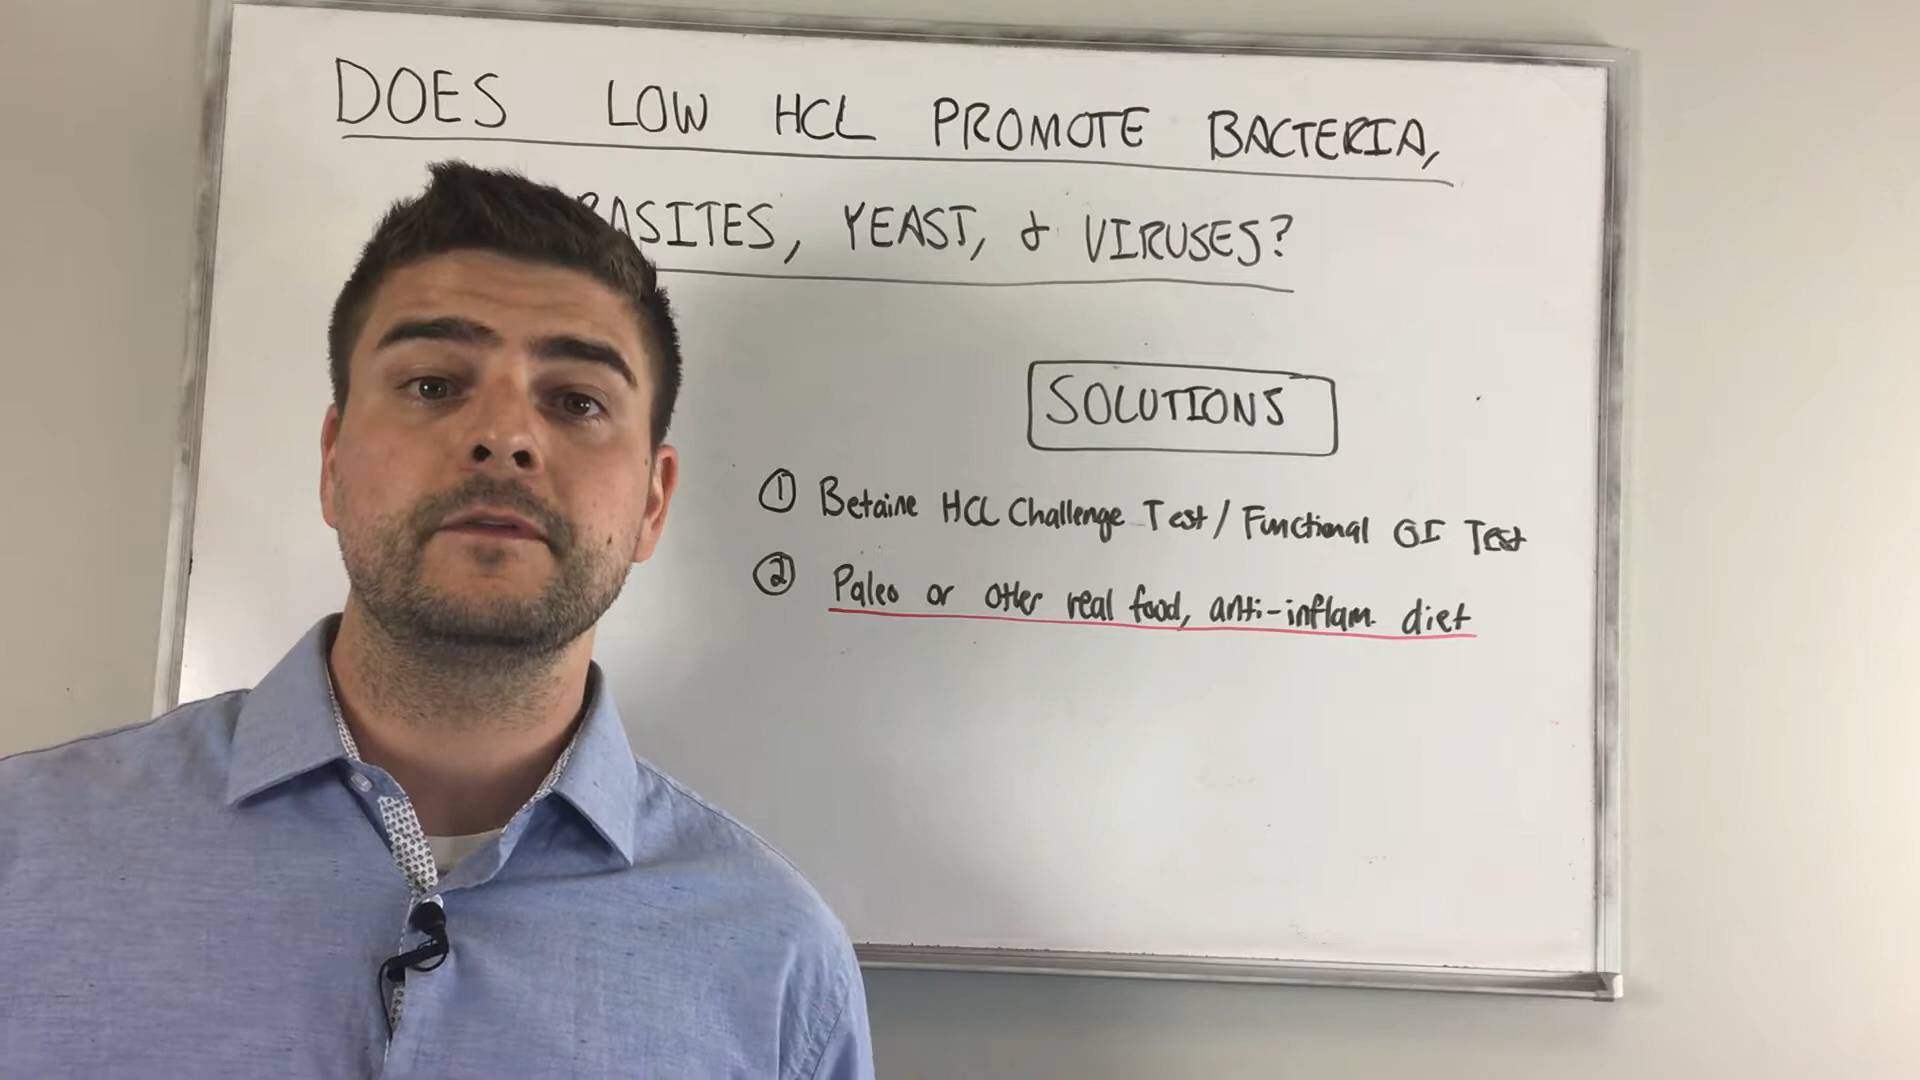 DOES LOW HCL PROMOTE BACTERIA,
YEAST, & VIRUSES?
SOLUTIONS
① Betaine HCL Challenge Test/Functional GI Test
② Paleo or other real food, anti-inflam. diet